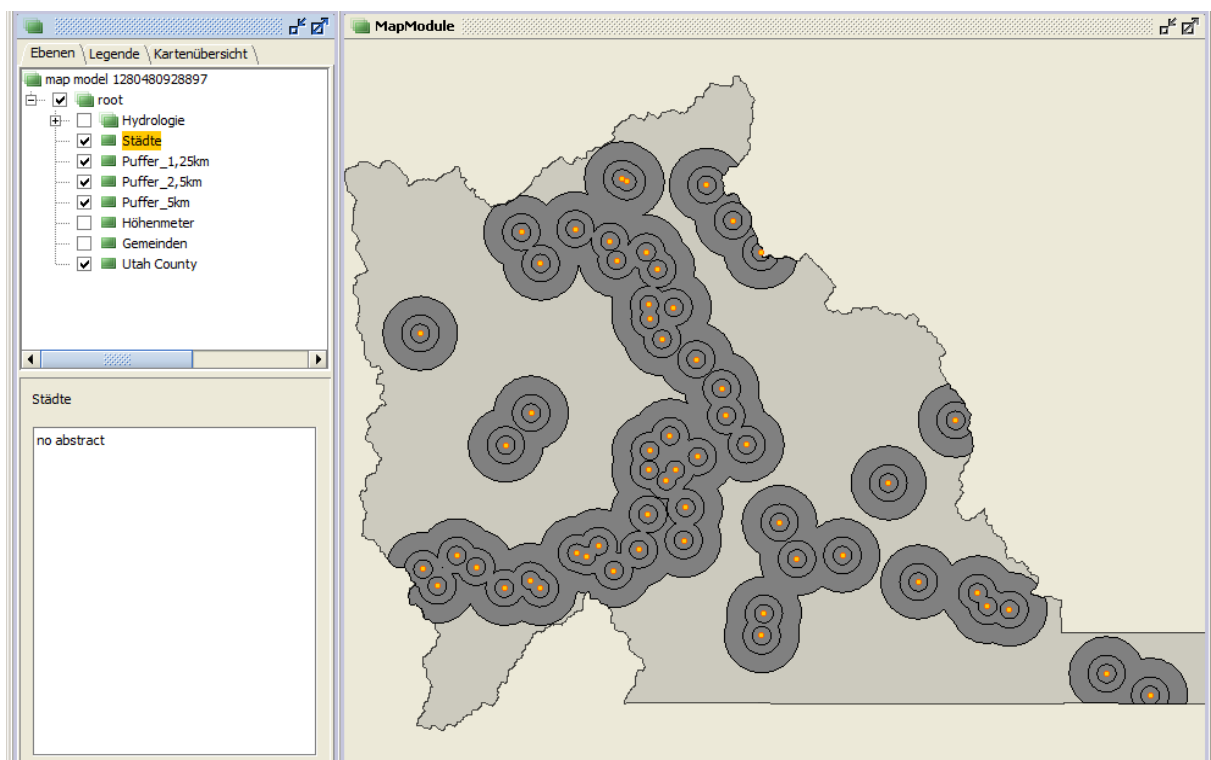 MapModule
Ebenen Legende Kartenübersicht
map model 1280480928897
root
Hydrologie
Städte
Puffer_1,25km
Puffer_2,5km
Puffer_5km
Höhenmeter
Gemeinden
Utah County
Städte
no abstract